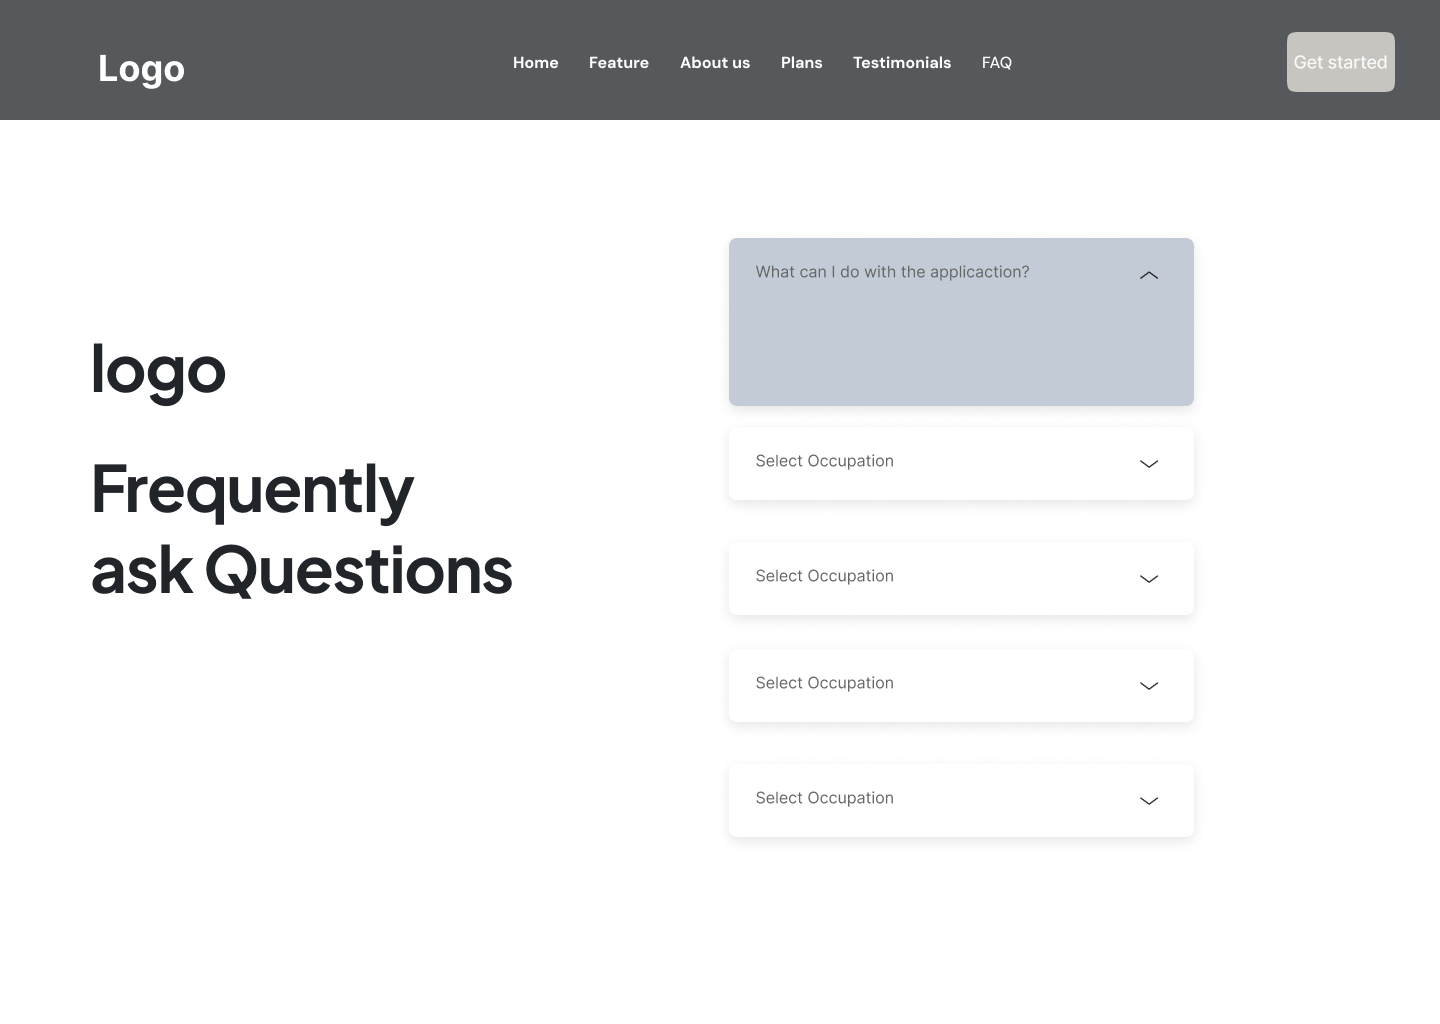 Logo
Home Feature About us Plans Testimonials FAQ
Get started
logo
Frequently
ask Questions
What can I do with the applicaction?
Select Occupation
Select Occupation
Select Occupation
Select Occupation